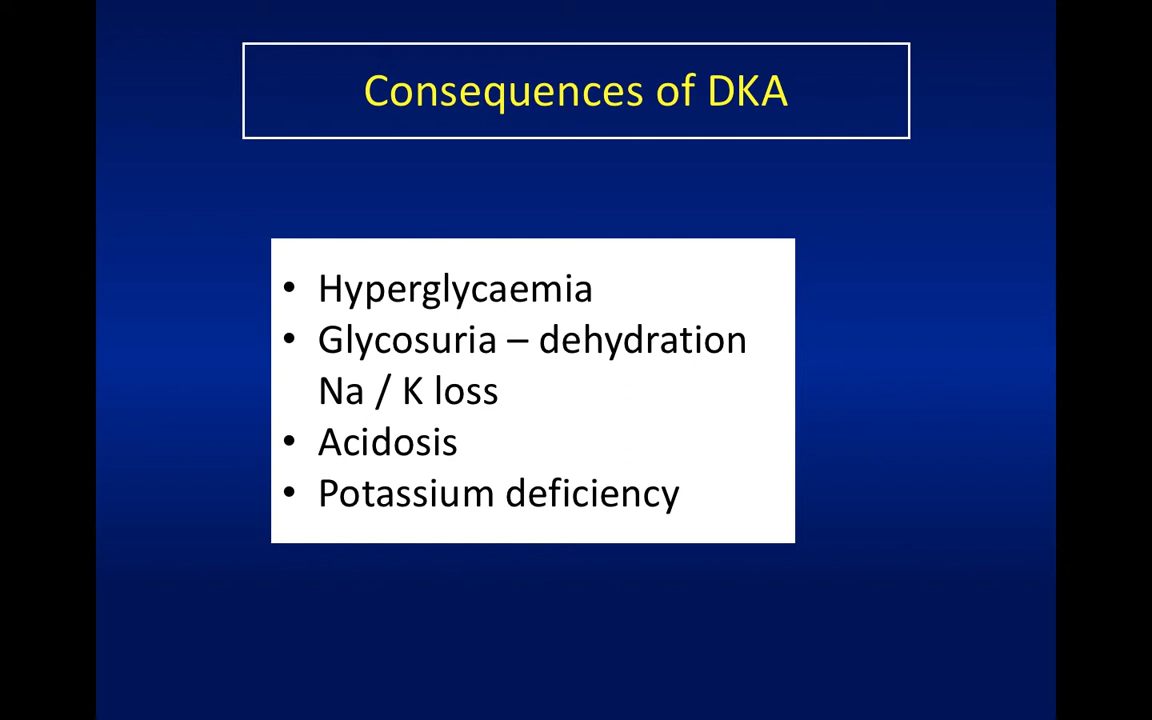 Consequences of DKA
• Hyperglycaemia
• Glycosuria – dehydration
Na / K loss
• Acidosis
• Potassium deficiency